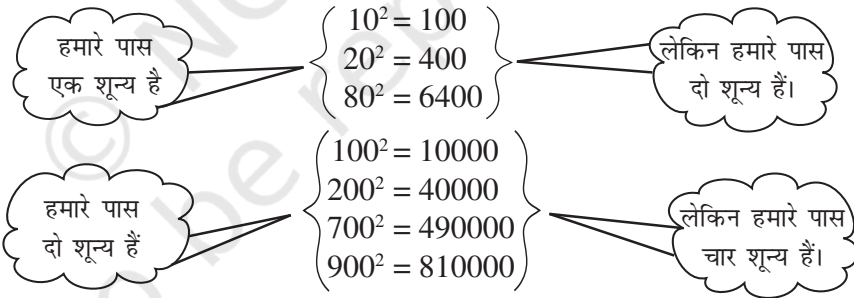 हमारे पास
एक शून्य है
10² = 100
20² = 400
80² = 6400
लेकिन हमारे पास
दो शून्य हैं।
हमारे पास
दो शून्य हैं
100² = 10000
200² = 40000
700² = 490000
900² = 810000
लेकिन हमारे पास
चार शून्य हैं।